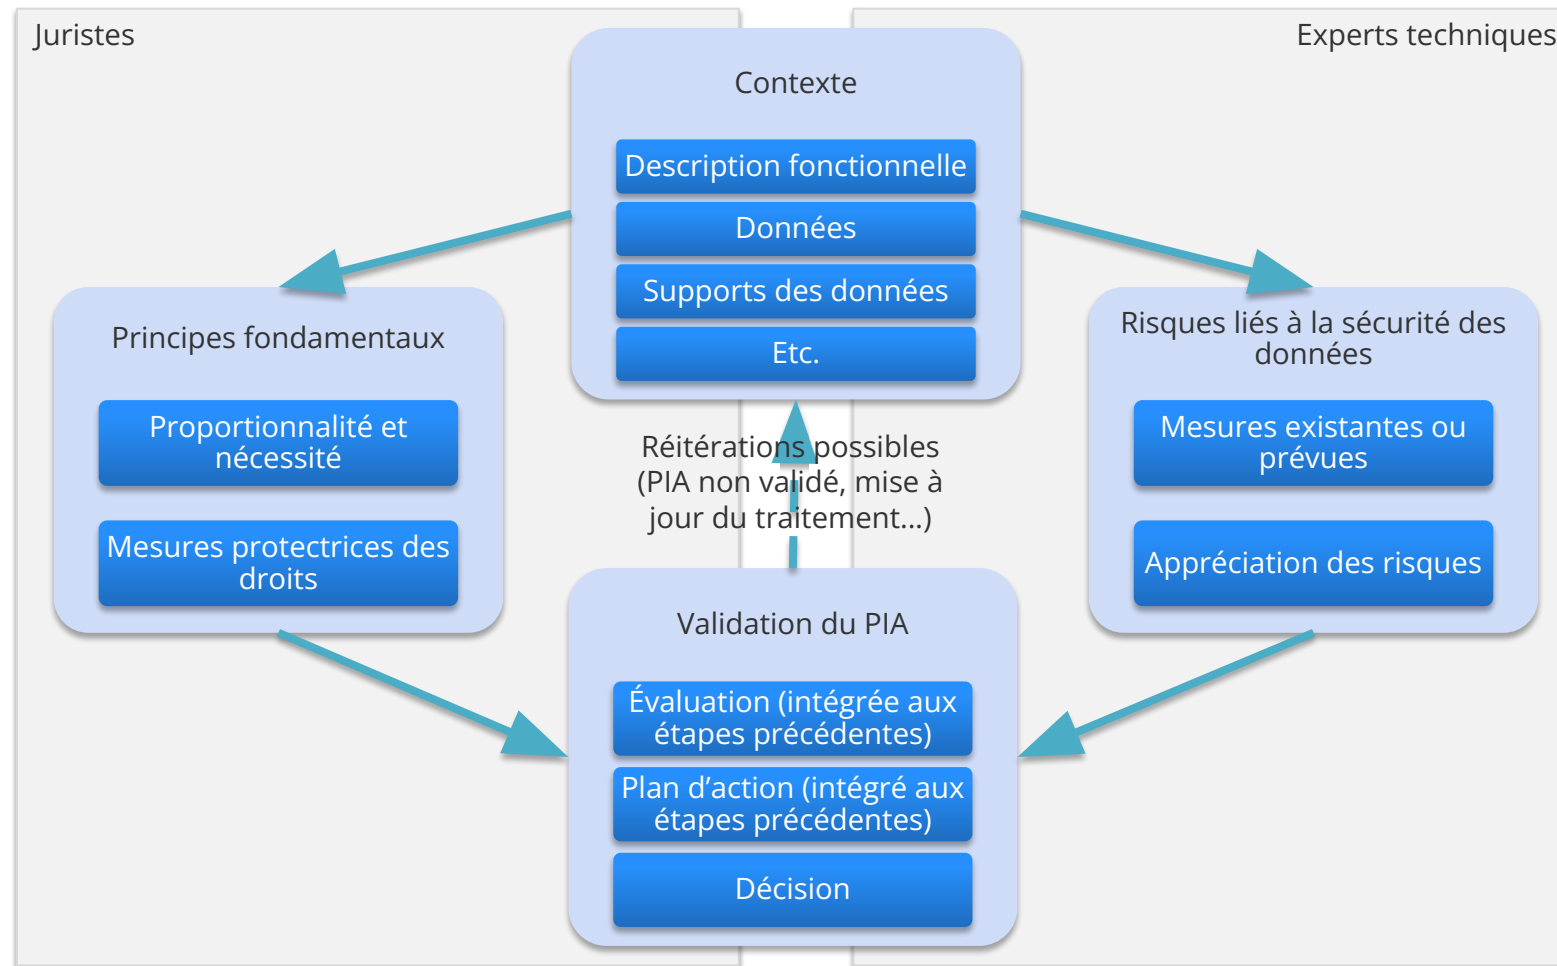 Juristes
Experts techniques
Contexte
Description fonctionnelle
Données
Supports des données
Etc.
Principes fondamentaux
Proportionnalité et
nécessité
Mesures protectrices des
droits
Risques liés à la sécurité des
données
Mesures existantes ou
prévues
Appréciation des risques
Réitérations possibles
(PIA non validé, mise à
jour du traitement...)
Validation du PIA
Évaluation (intégrée aux
étapes précédentes)
Plan d’action (intégré aux
étapes précédentes)
Décision